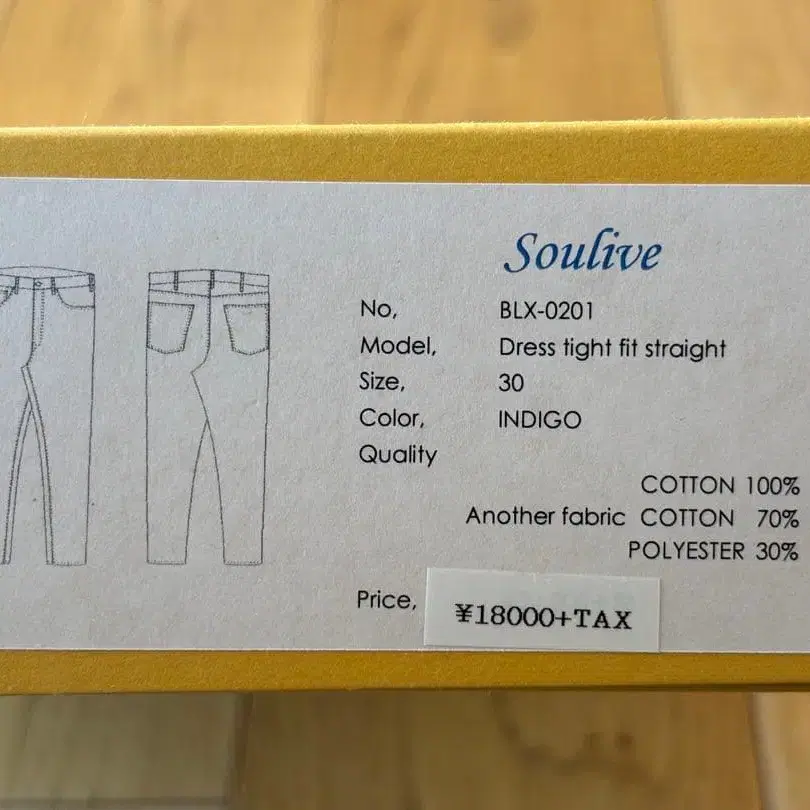 Soulive
No, BLX-0201
Model, Dress tight fit straight
Size, 30
Color, INDIGO
Quality
COTTON 100%
Another fabric COTTON 70%
POLYESTER 30%
Price, ¥18000+TAX